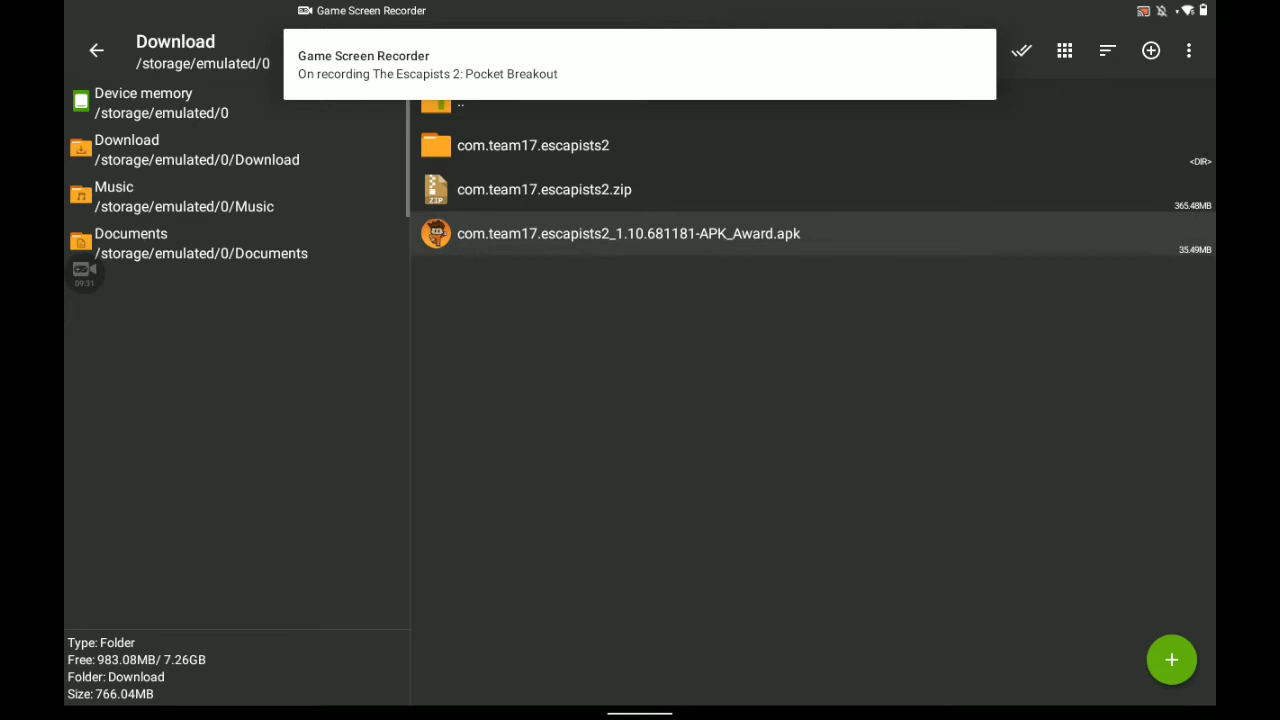 Game Screen Recorder
Download
/storage/emulated/0
Game Screen Recorder
On recording The Escapists 2: Pocket Breakout
Device memory
/storage/emulated/0
Download
/storage/emulated/0/Download
Music
/storage/emulated/0/Music
Documents
/storage/emulated/0/Documents
09:31
..
com.team17.escapists2
<DIR>
ZIP
com.team17.escapists2.zip
365.48MB
com.team17.escapists2_1.10.681181-APK_Award.apk
35.49MB
Type: Folder
Free: 983.08MB/ 7.26GB
Folder: Download
Size: 766.04MB